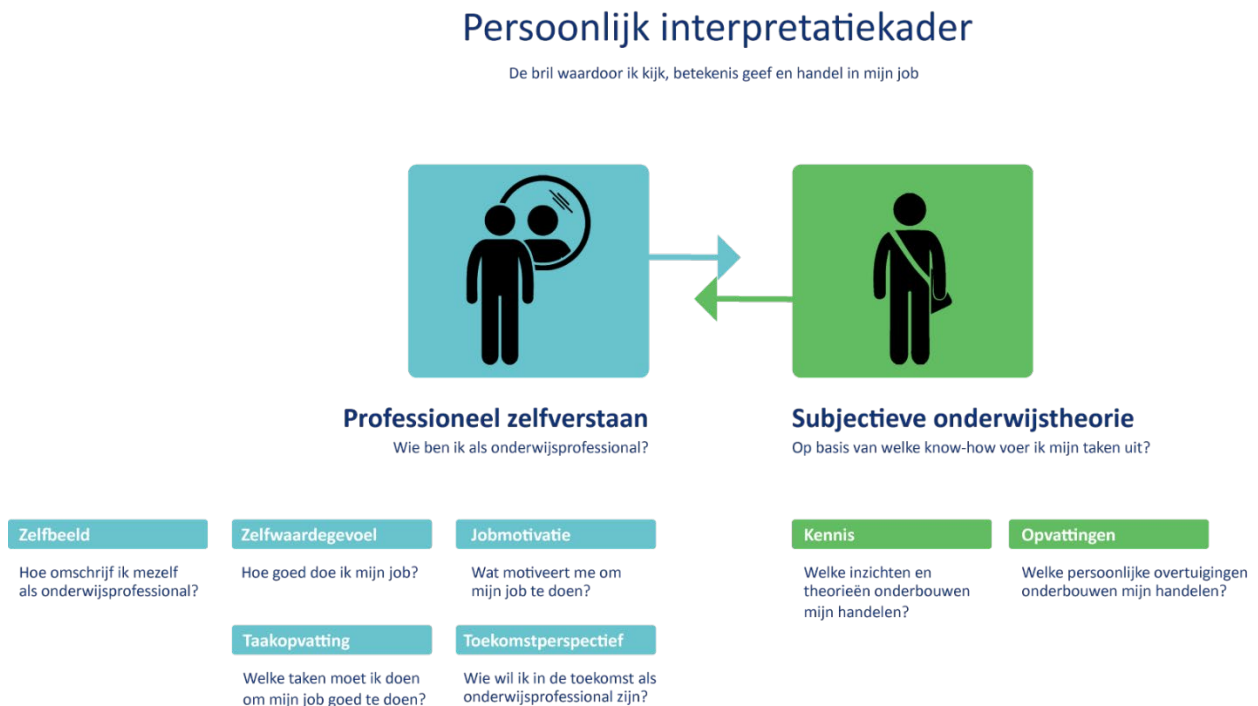 Persoonlijk interpretatiekader
De bril waardoor ik kijk, betekenis geef en handel in mijn job
Professioneel zelfverstaan
Wie ben ik als onderwijsprofessional?
Subjectieve onderwijstheorie
Op basis van welke know-how voer ik mijn taken uit?
Zelfbeeld
Hoe omschrijf ik mezelf
als onderwijsprofessional?
Zelfwaardegevoel
Hoe goed doe ik mijn job?
Jobmotivatie
Wat motiveert me om
mijn job te doen?
Taakopvatting
Welke taken moet ik doen
om mijn job goed te doen?
Toekomstperspectief
Wie wil ik in de toekomst als
onderwijsprofessional zijn?
Kennis
Welke inzichten en
theorieën onderbouwen
mijn handelen?
Opvattingen
Welke persoonlijke overtuigingen
onderbouwen mijn handelen?